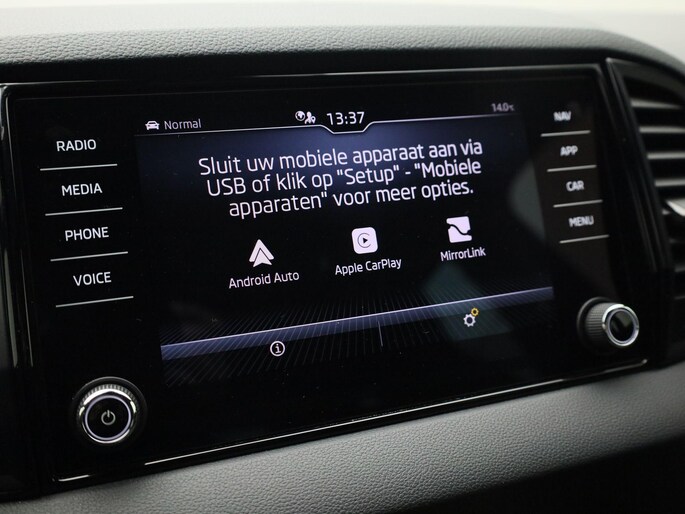 Normal
13:37
14.0°C
RADIO
MEDIA
PHONE
VOICE
Sluit uw mobiele apparaat aan via
USB of klik op "Setup" - "Mobiele
apparaten" voor meer opties.
Android Auto
Apple CarPlay
MirrorLink
NAV
APP
CAR
MENU